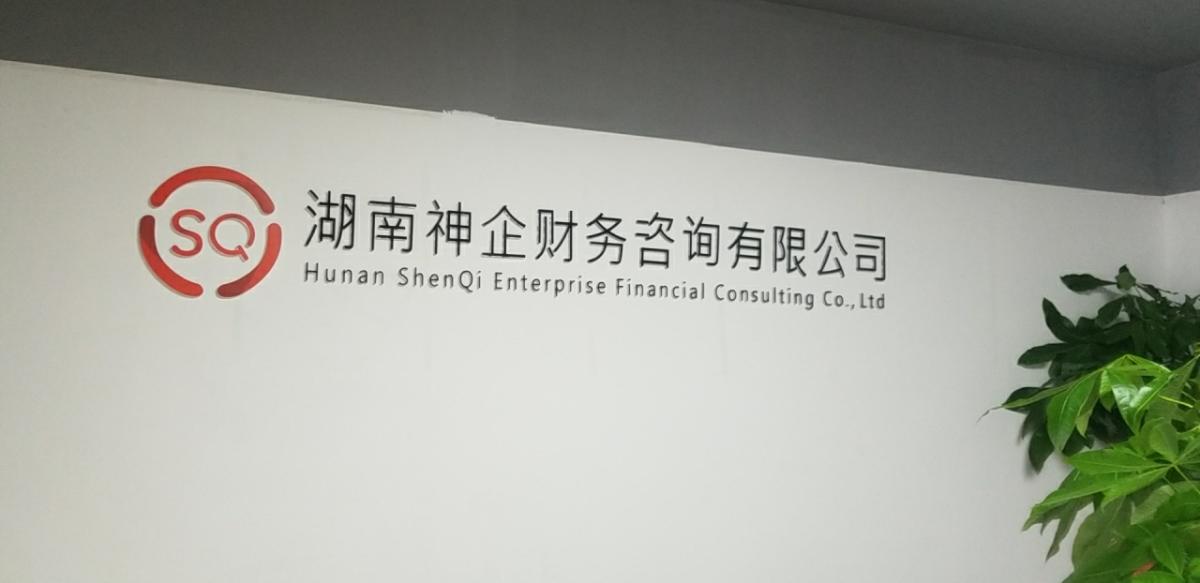 SQ
湖南神企财务咨询有限公司
Hunan ShenQi Enterprise Financial Consulting Co.,Ltd